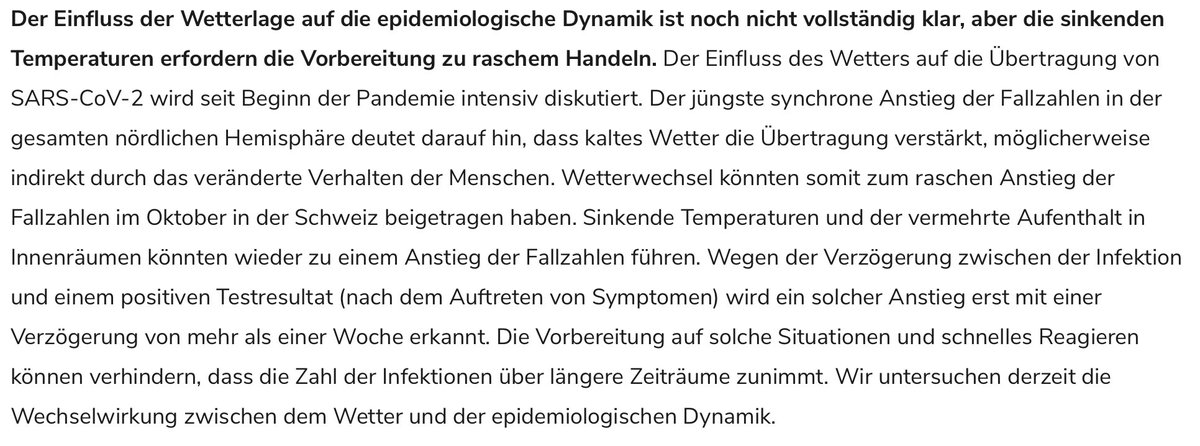 Der Einfluss der Wetterlage auf die epidemiologische Dynamik ist noch nicht vollständig klar, aber die sinkenden
Temperaturen erfordern die Vorbereitung zu raschem Handeln. Der Einfluss des Wetters auf die Übertragung von
SARS-CoV-2 wird seit Beginn der Pandemie intensiv diskutiert. Der jüngste synchrone Anstieg der Fallzahlen in der
gesamten nördlichen Hemisphäre deutet darauf hin, dass kaltes Wetter die Übertragung verstärkt, möglicherweise
indirekt durch das veränderte Verhalten der Menschen. Wetterwechsel könnten somit zum raschen Anstieg der
Fallzahlen im Oktober in der Schweiz beigetragen haben. Sinkende Temperaturen und der vermehrte Aufenthalt in
Innenräumen könnten wieder zu einem Anstieg der Fallzahlen führen. Wegen der Verzögerung zwischen der Infektion
und einem positiven Testresultat (nach dem Auftreten von Symptomen) wird ein solcher Anstieg erst mit einer
Verzögerung von mehr als einer Woche erkannt. Die Vorbereitung auf solche Situationen und schnelles Reagieren
können verhindern, dass die Zahl der Infektionen über längere Zeiträume zunimmt. Wir untersuchen derzeit die
Wechselwirkung zwischen dem Wetter und der epidemiologischen Dynamik.